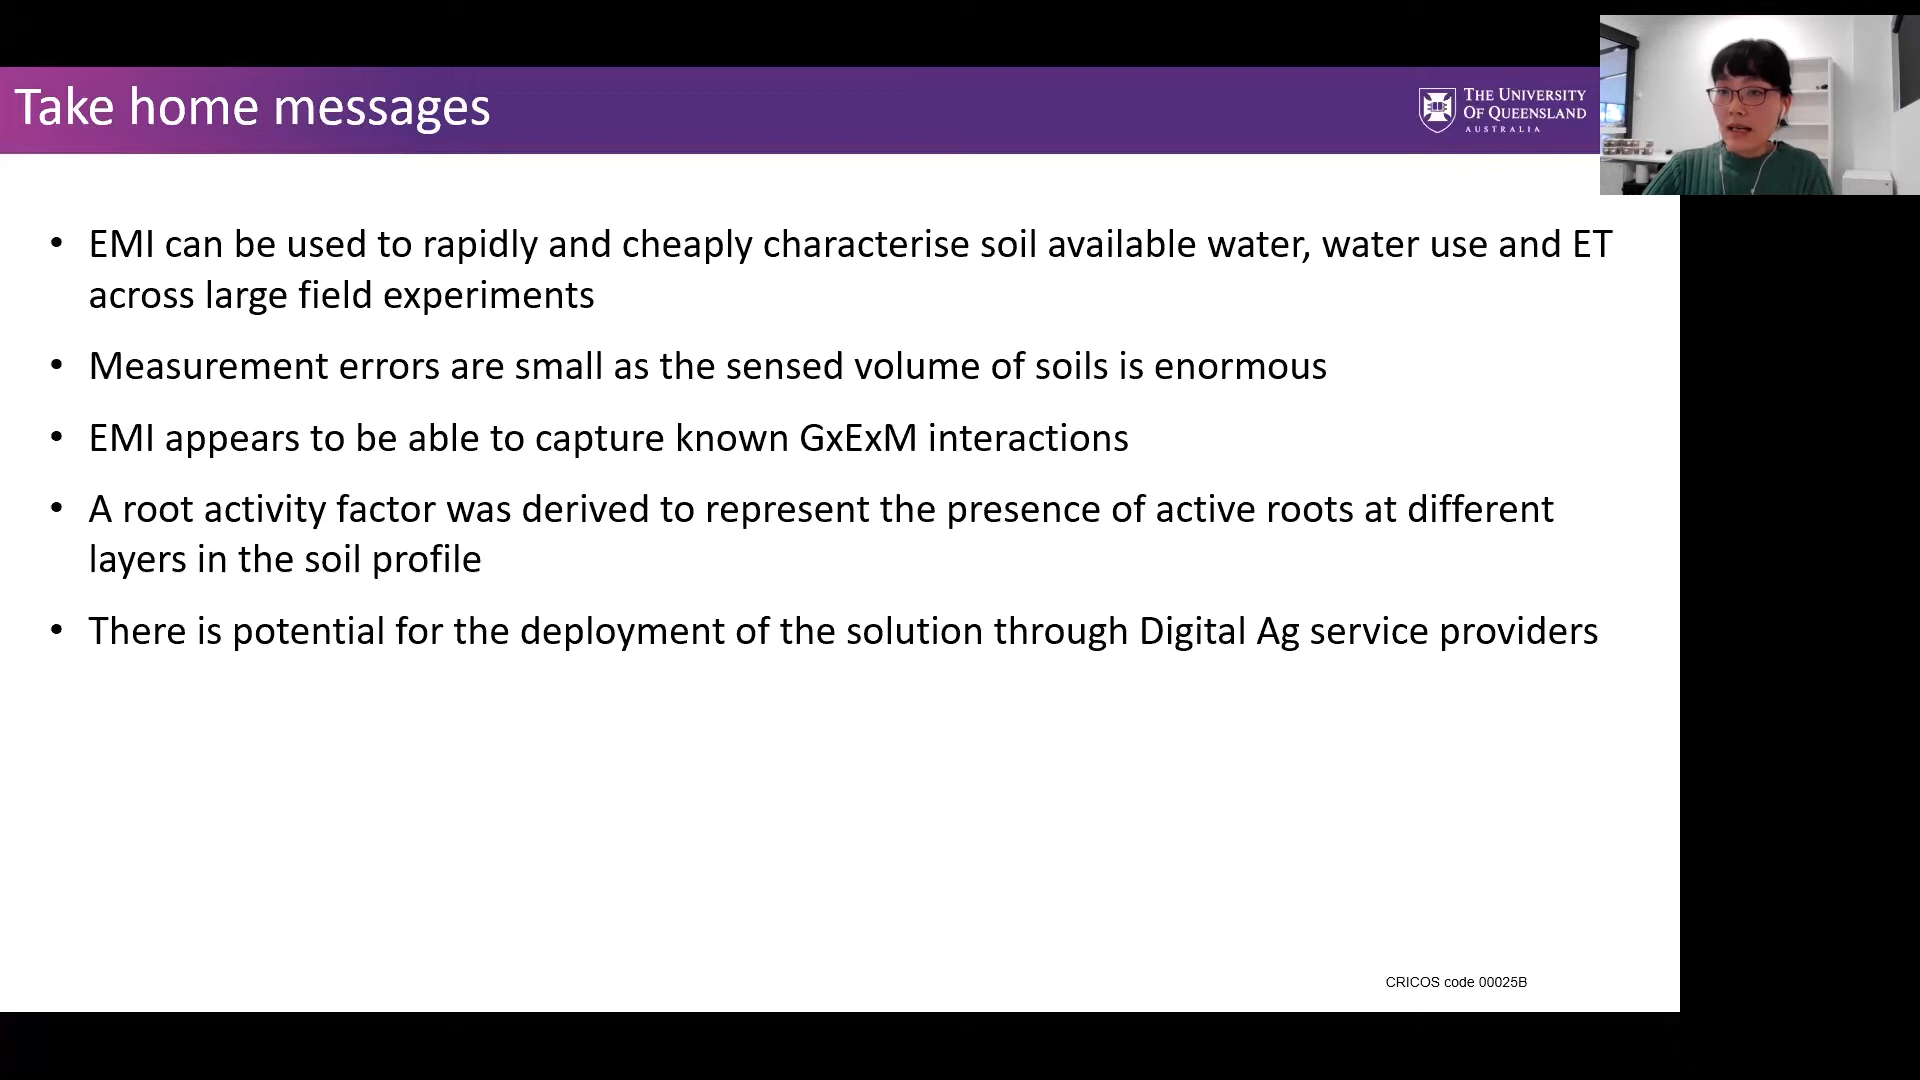 Take home messages
THE UNIVERSITY
OF QUEENSLAND
AUSTRALIA
• EMI can be used to rapidly and cheaply characterise soil available water, water use and ET
across large field experiments
• Measurement errors are small as the sensed volume of soils is enormous
• EMI appears to be able to capture known GxExM interactions
• A root activity factor was derived to represent the presence of active roots at different
layers in the soil profile
• There is potential for the deployment of the solution through Digital Ag service providers
CRICOS code 00025B